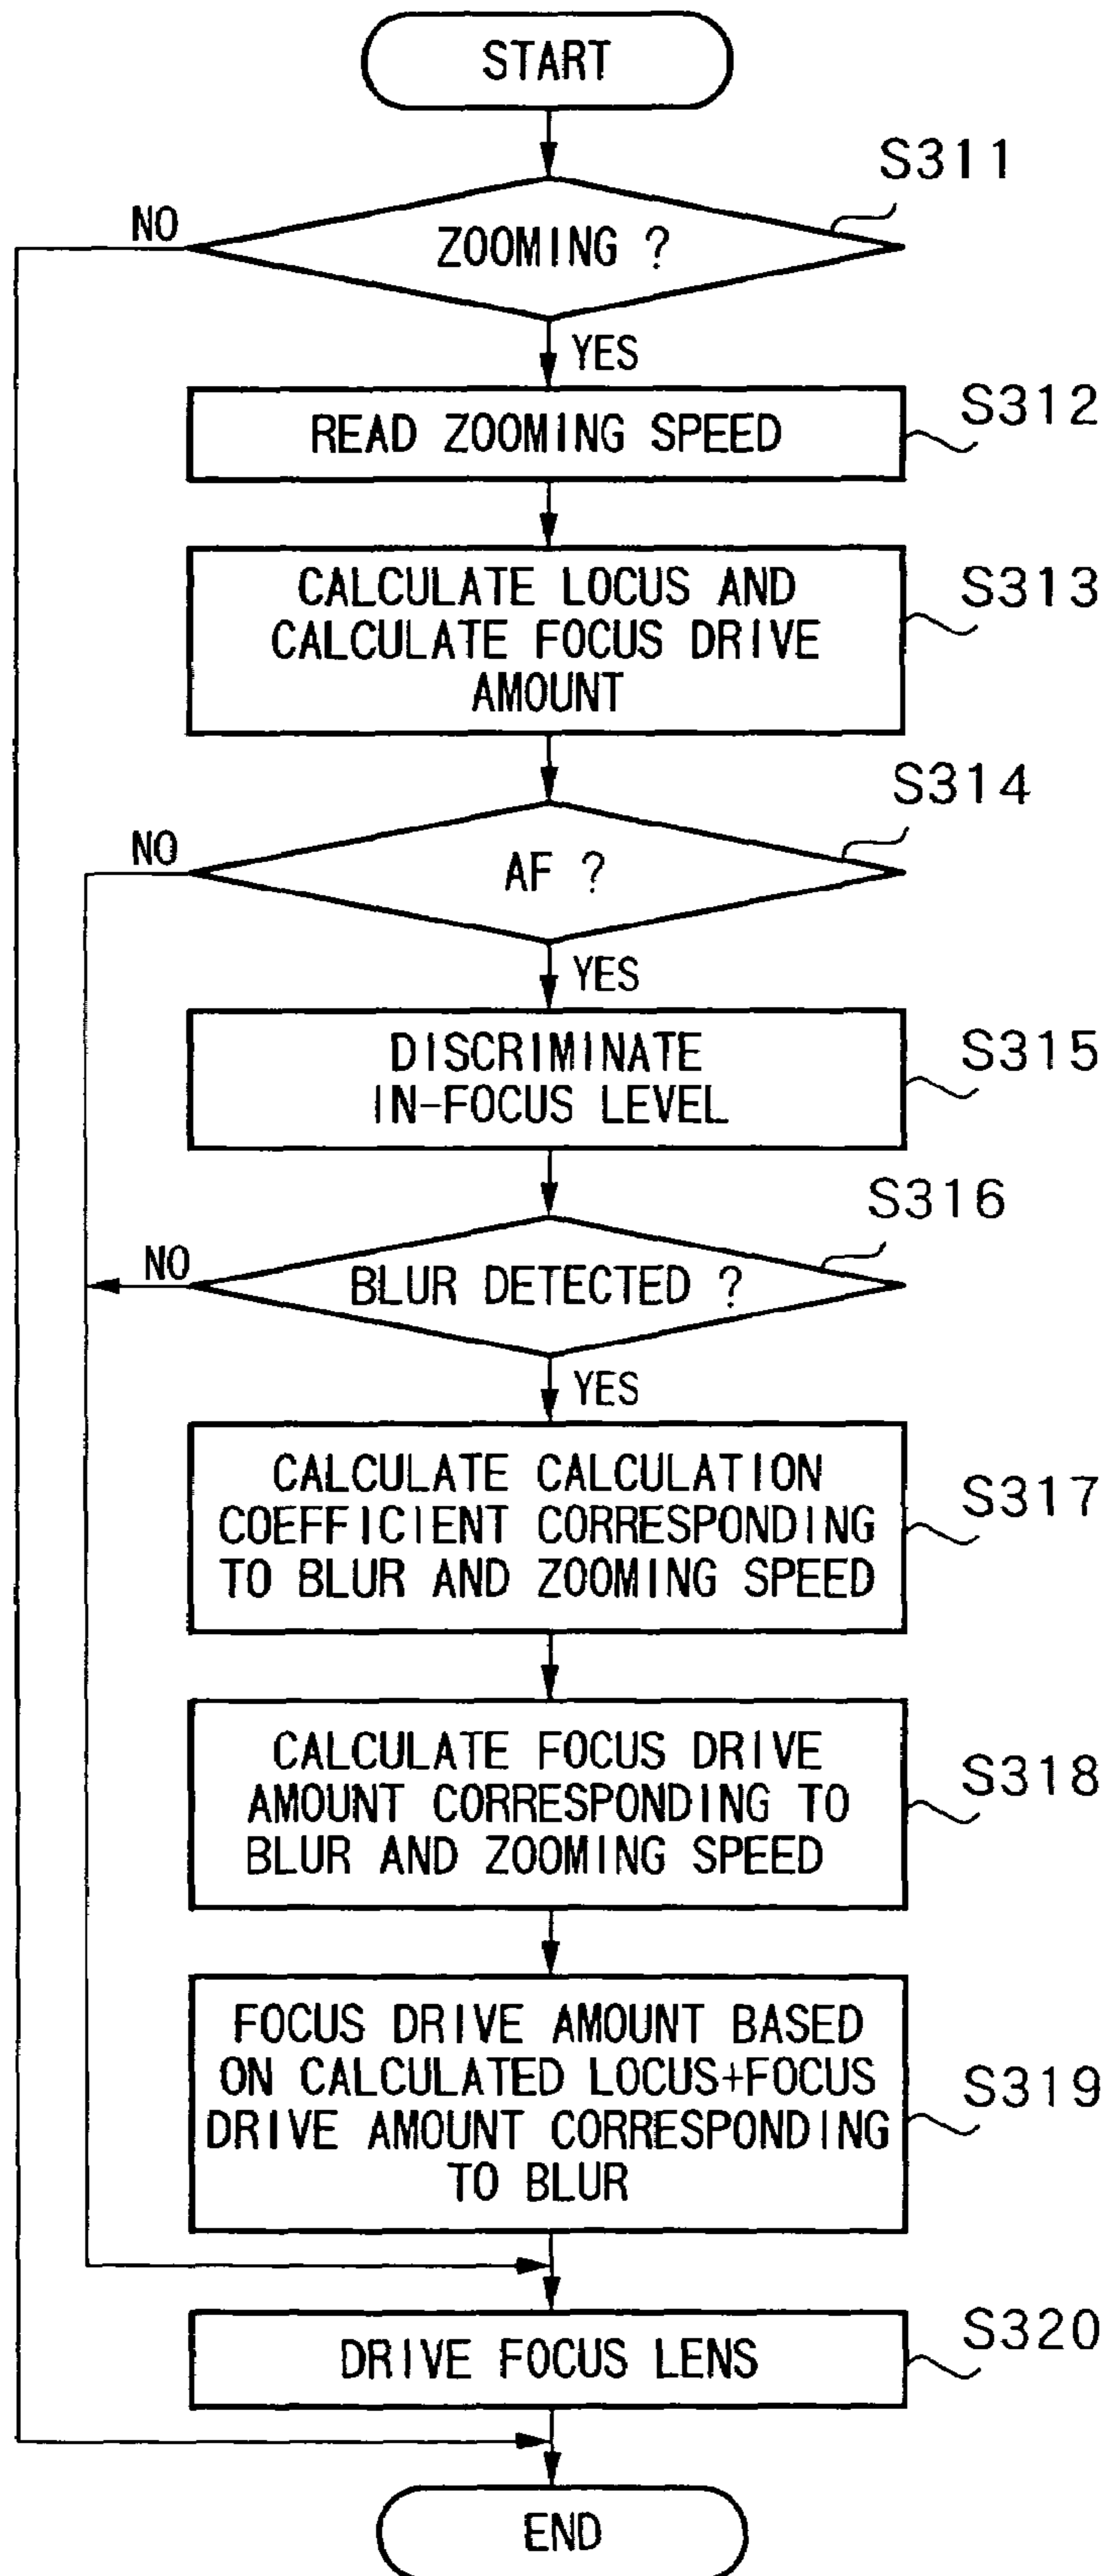 START
S311
NO
ZOOMING ?
YES
READ ZOOMING SPEED
S312
CALCULATE LOCUS AND
CALCULATE FOCUS DRIVE
AMOUNT
S313
S314
NO
AF ?
YES
DISCRIMINATE
IN-FOCUS LEVEL
S315
S316
NO
BLUR DETECTED ?
YES
CALCULATE CALCULATION
COEFFICIENT CORRESPONDING
TO BLUR AND ZOOMING SPEED
S317
CALCULATE FOCUS DRIVE
AMOUNT CORRESPONDING TO
BLUR AND ZOOMING SPEED
S318
FOCUS DRIVE AMOUNT BASED
ON CALCULATED LOCUS+FOCUS
DRIVE AMOUNT CORRESPONDING
TO BLUR
S319
DRIVE FOCUS LENS
S320
END